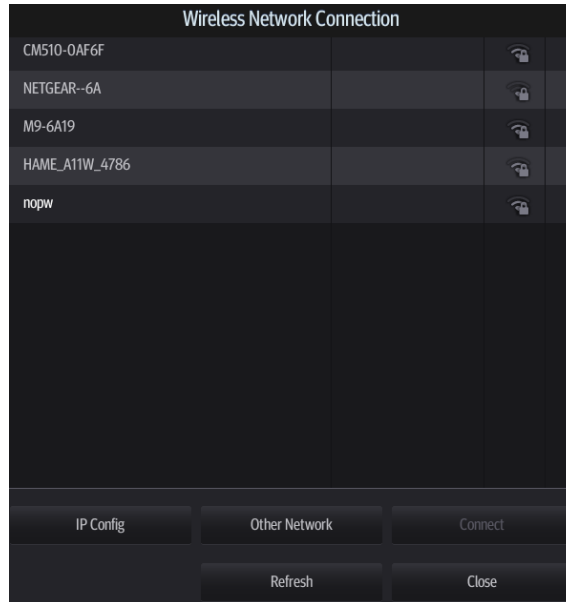 Wireless Network Connection
CM510-0AF6F
NETGEAR--6A
M9-6A19
HAME_A11W_4786
nopw
IP Config
Other Network
Connect
Refresh
Close